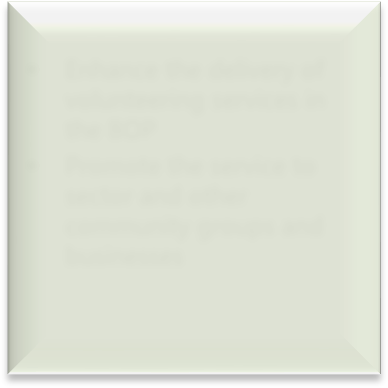 Enhance the delivery of
volunteering services in
the BOP
Promote the service to
sector and other
community groups and
businesses